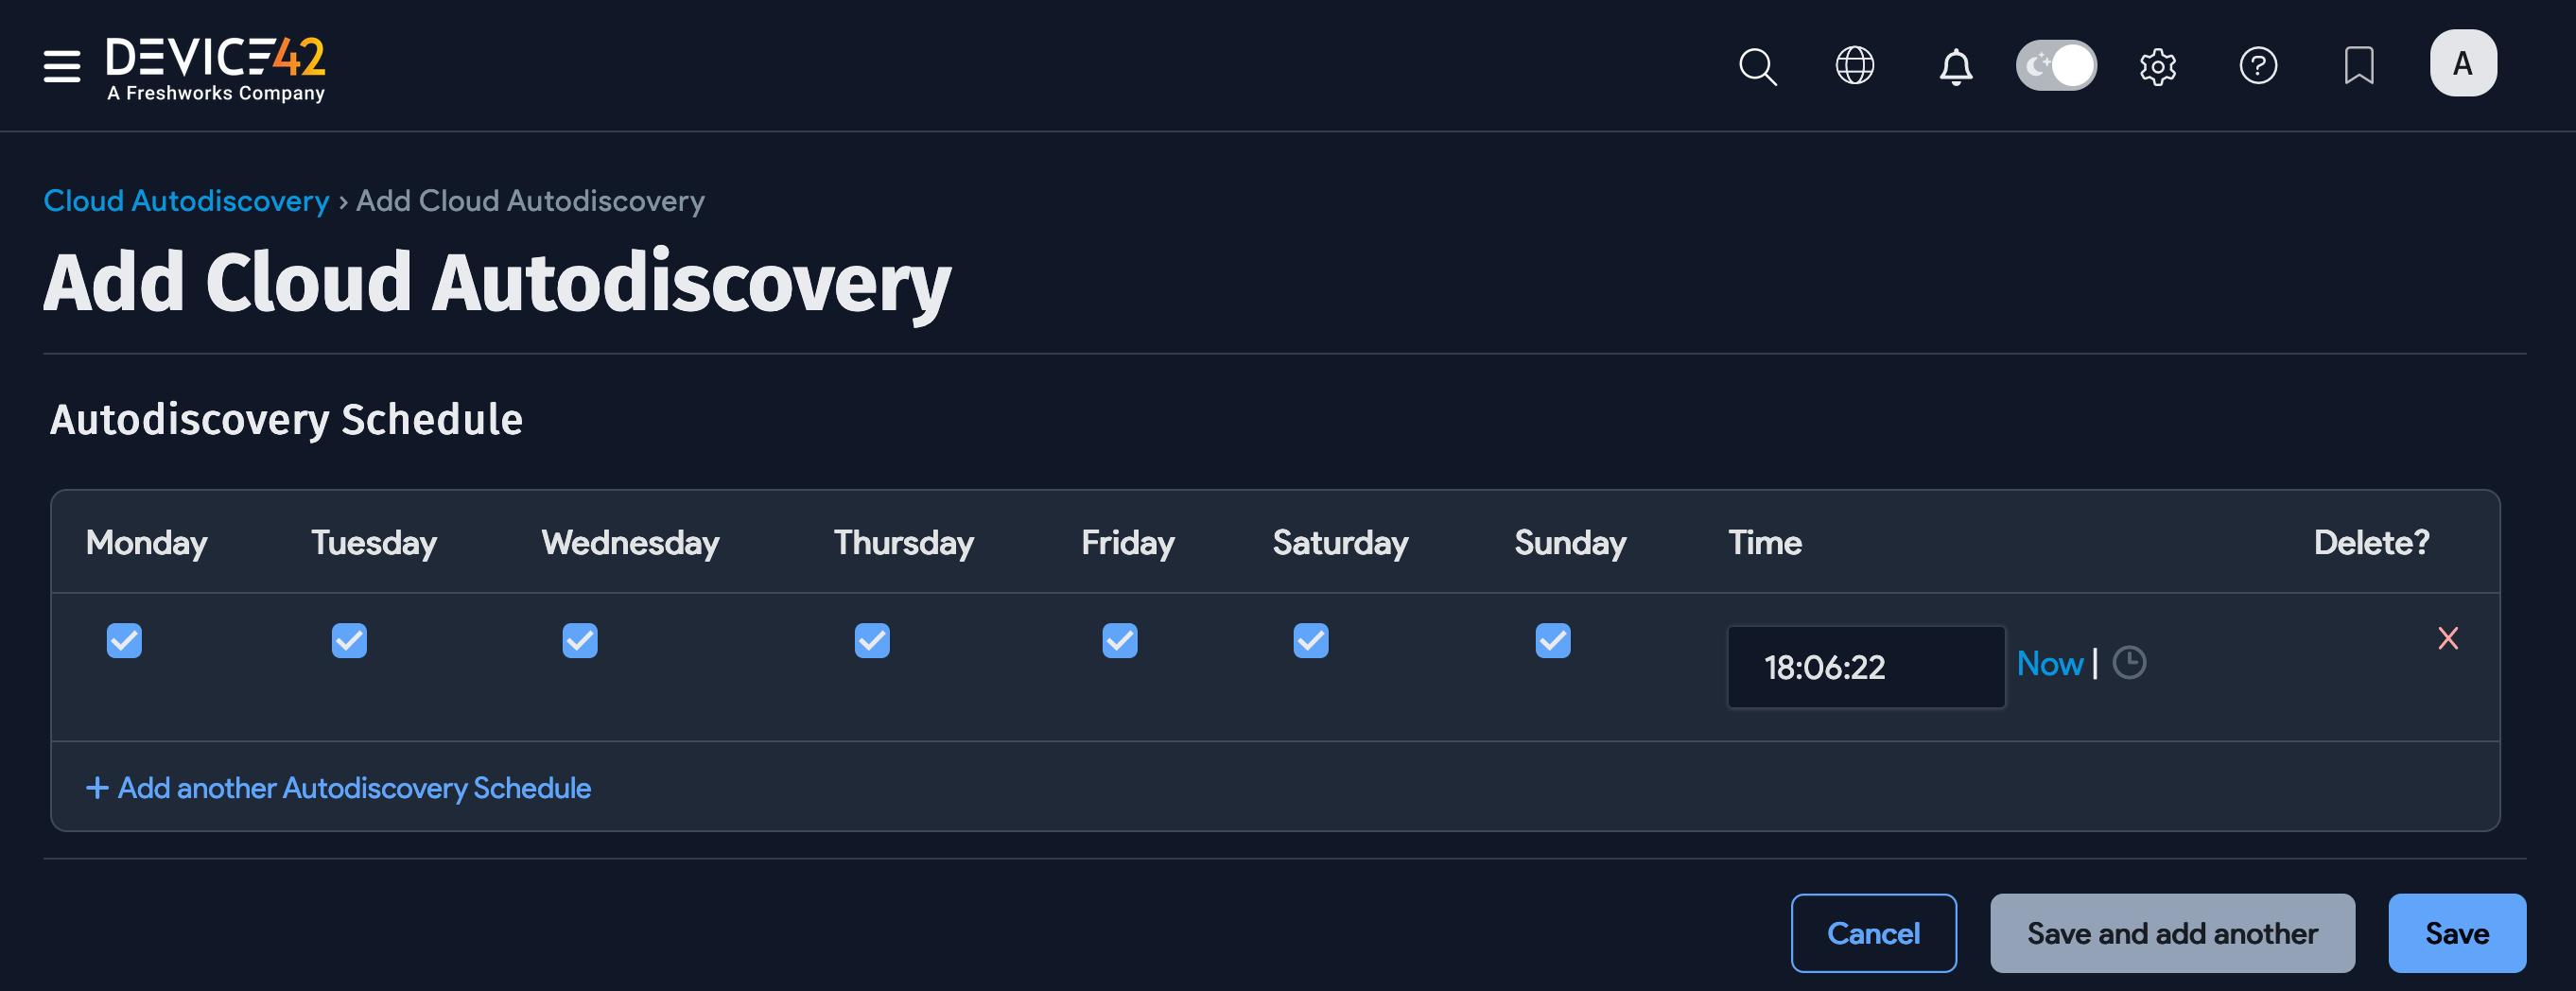 DEVICE42
A Freshworks Company
A
Cloud Autodiscovery › Add Cloud Autodiscovery
Add Cloud Autodiscovery
Autodiscovery Schedule
Monday Tuesday Wednesday Thursday Friday Saturday Sunday Time Delete?
18:06:22 Now |
+ Add another Autodiscovery Schedule
Cancel Save and add another Save